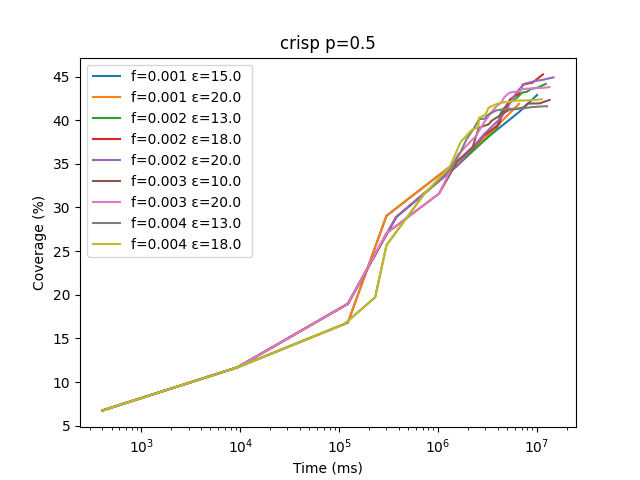 crisp p=0.5
45
40
35
30
25
20
15
10
5
Coverage (%)
f=0.001 ε=15.0
f=0.001 ε=20.0
f=0.002 ε=13.0
f=0.002 ε=18.0
f=0.002 ε=20.0
f=0.003 ε=10.0
f=0.003 ε=20.0
f=0.004 ε=13.0
f=0.004 ε=18.0
10³ 10⁴ 10⁵ 10⁶ 10⁷
Time (ms)